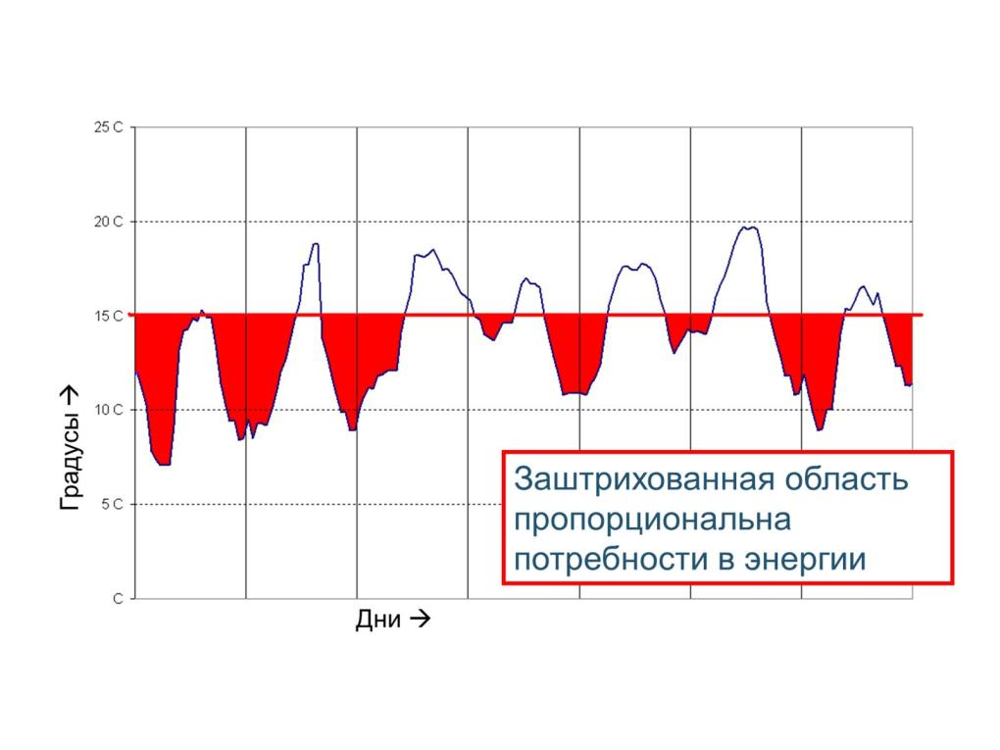 25 C
20 C
15 C
10 C
5 C
C
Градусы →
Дни →
Заштрихованная область
пропорциональна
потребности в энергии